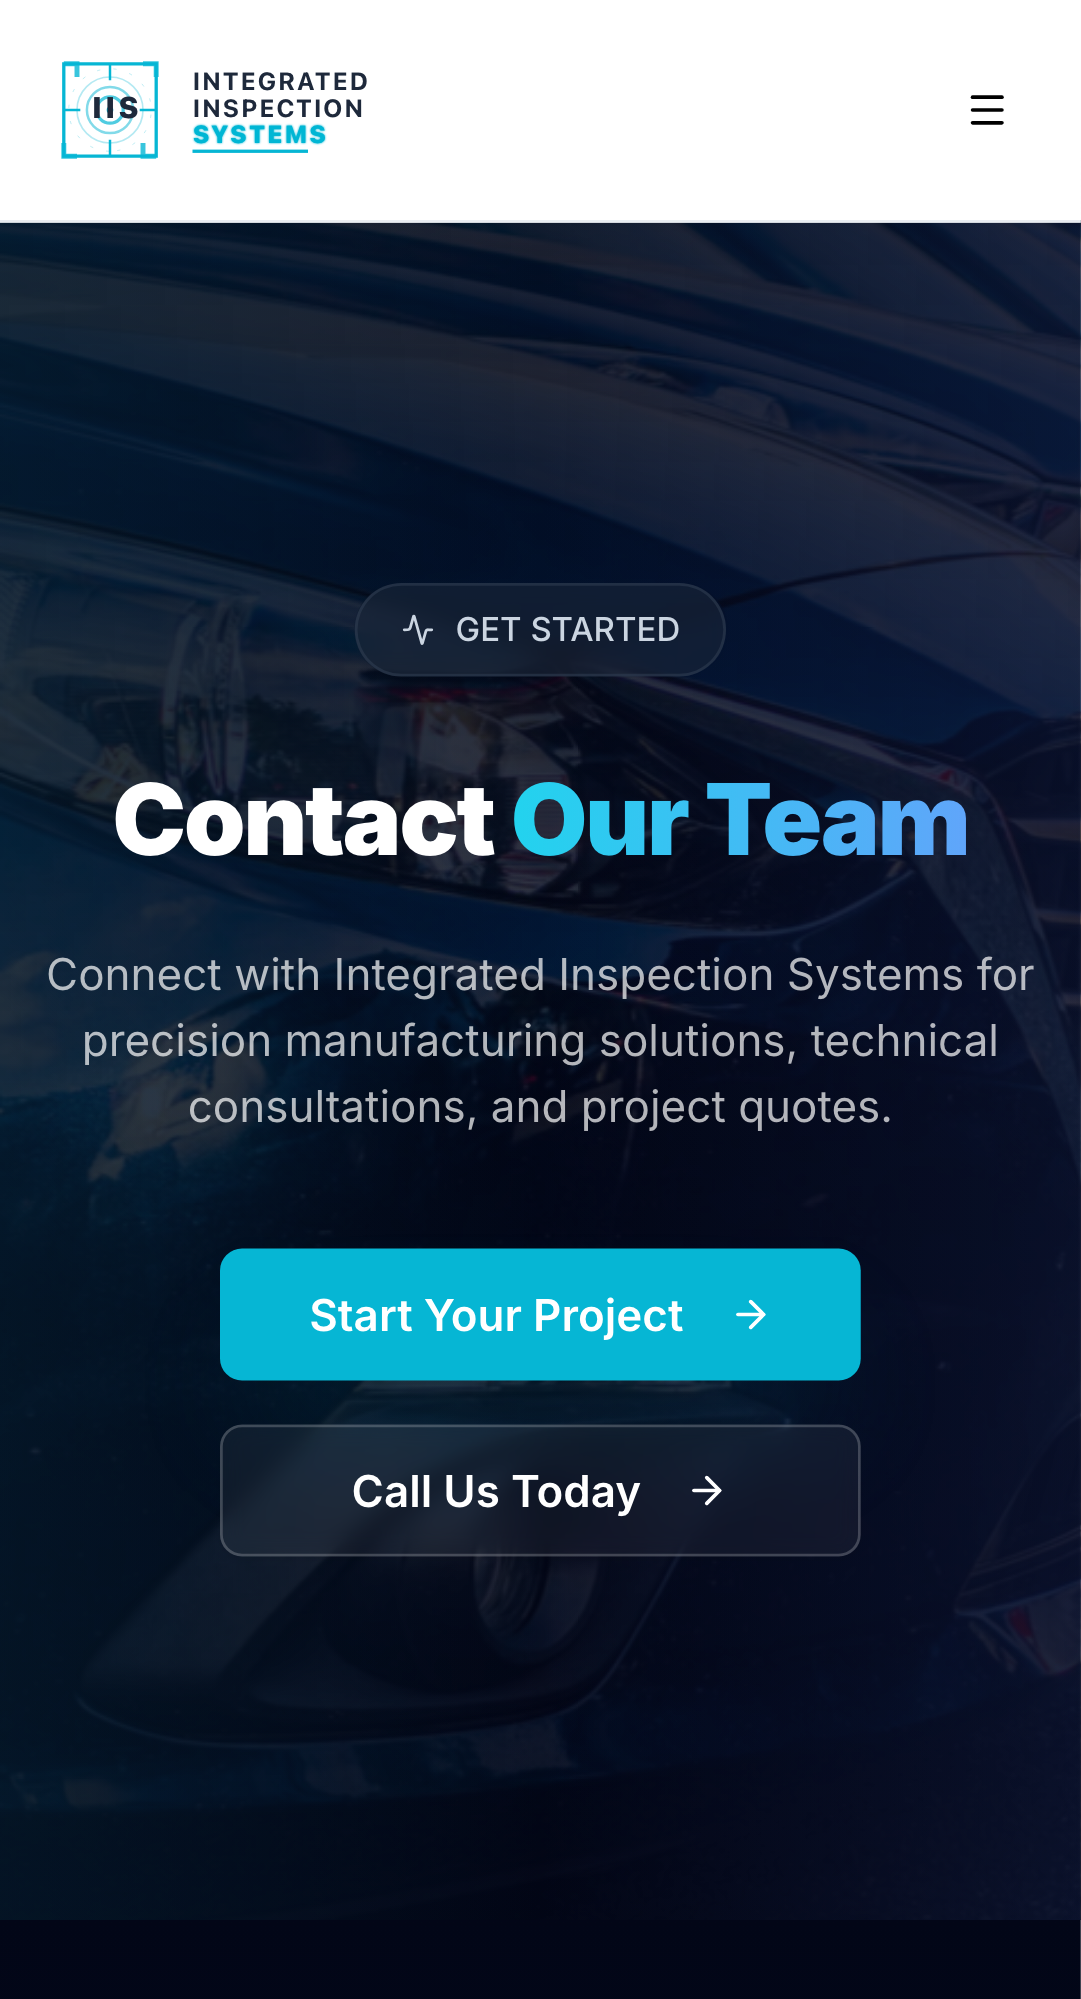 IIS
INTEGRATED
INSPECTION
SYSTEMS
GET STARTED
Contact Our Team
Connect with Integrated Inspection Systems for
precision manufacturing solutions, technical
consultations, and project quotes.
Start Your Project
Call Us Today